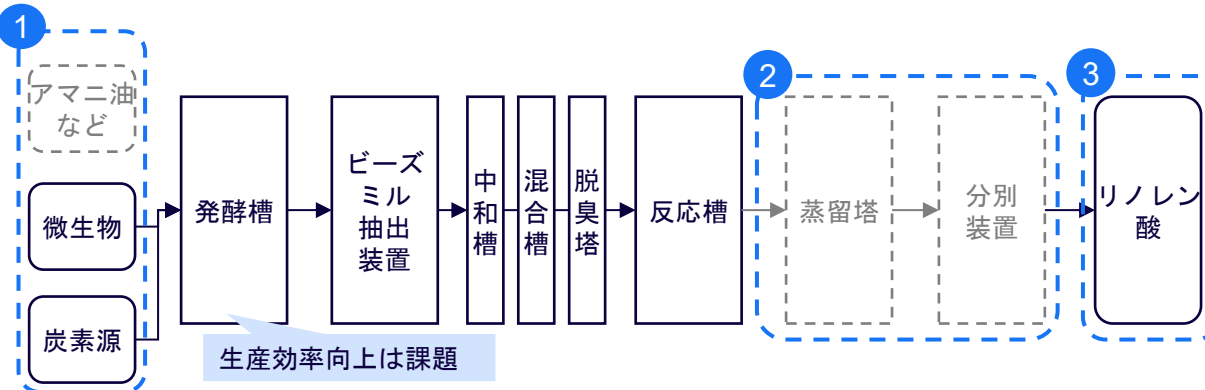 1
アマニ油
など
微生物
炭素源
発酵槽
生産効率向上は課題
ビーズ
ミル
抽出
装置
中
和
槽
混
合
槽
脱
臭
塔
反応槽
2
蒸留塔
分別
装置
3
リノレン
酸